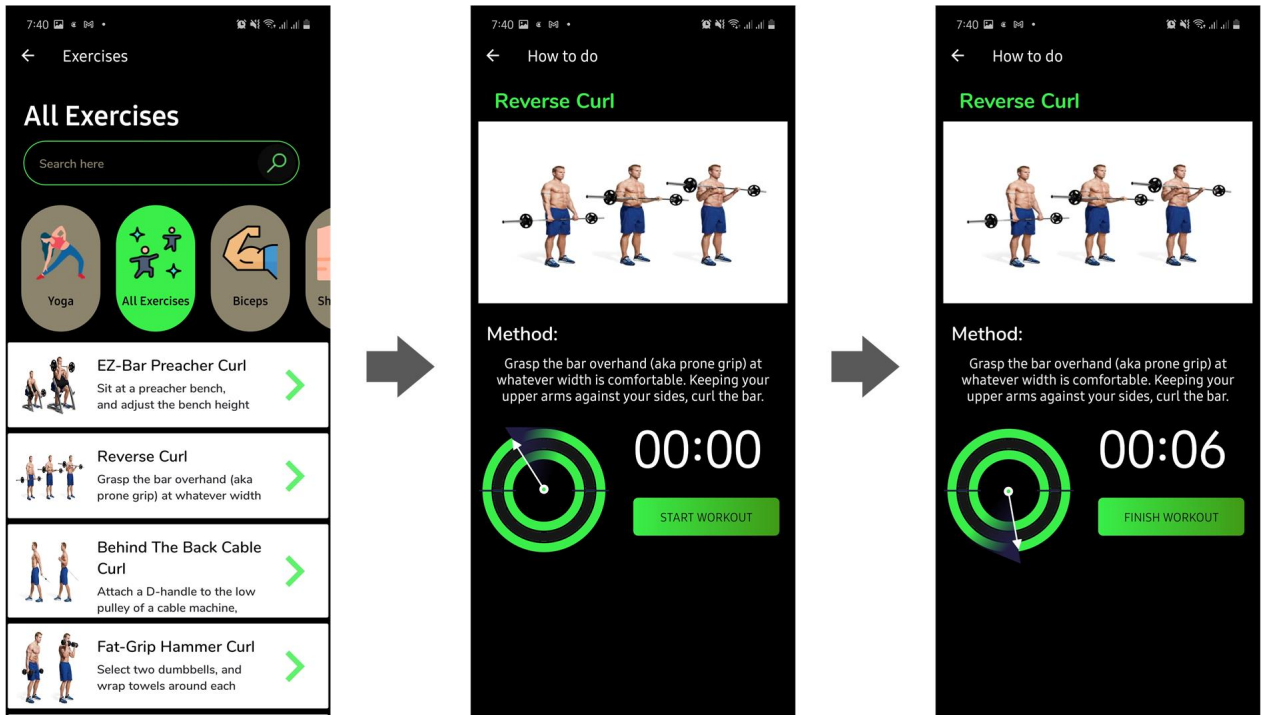 7:40
Exercises
All Exercises
Search here
Yoga
All Exercises
Biceps
Sh
EZ-Bar Preacher Curl
Sit at a preacher bench,
and adjust the bench height
Reverse Curl
Grasp the bar overhand (aka
prone grip) at whatever width
Behind The Back Cable
Curl
Attach a D-handle to the low
pulley of a cable machine,
Fat-Grip Hammer Curl
Select two dumbbells, and
wrap towels around each
7:40
How to do
Reverse Curl
Method:
Grasp the bar overhand (aka prone grip) at
whatever width is comfortable. Keeping your
upper arms against your sides, curl the bar.
00:00
START WORKOUT
7:40
How to do
Reverse Curl
Method:
Grasp the bar overhand (aka prone grip) at
whatever width is comfortable. Keeping your
upper arms against your sides, curl the bar.
00:06
FINISH WORKOUT